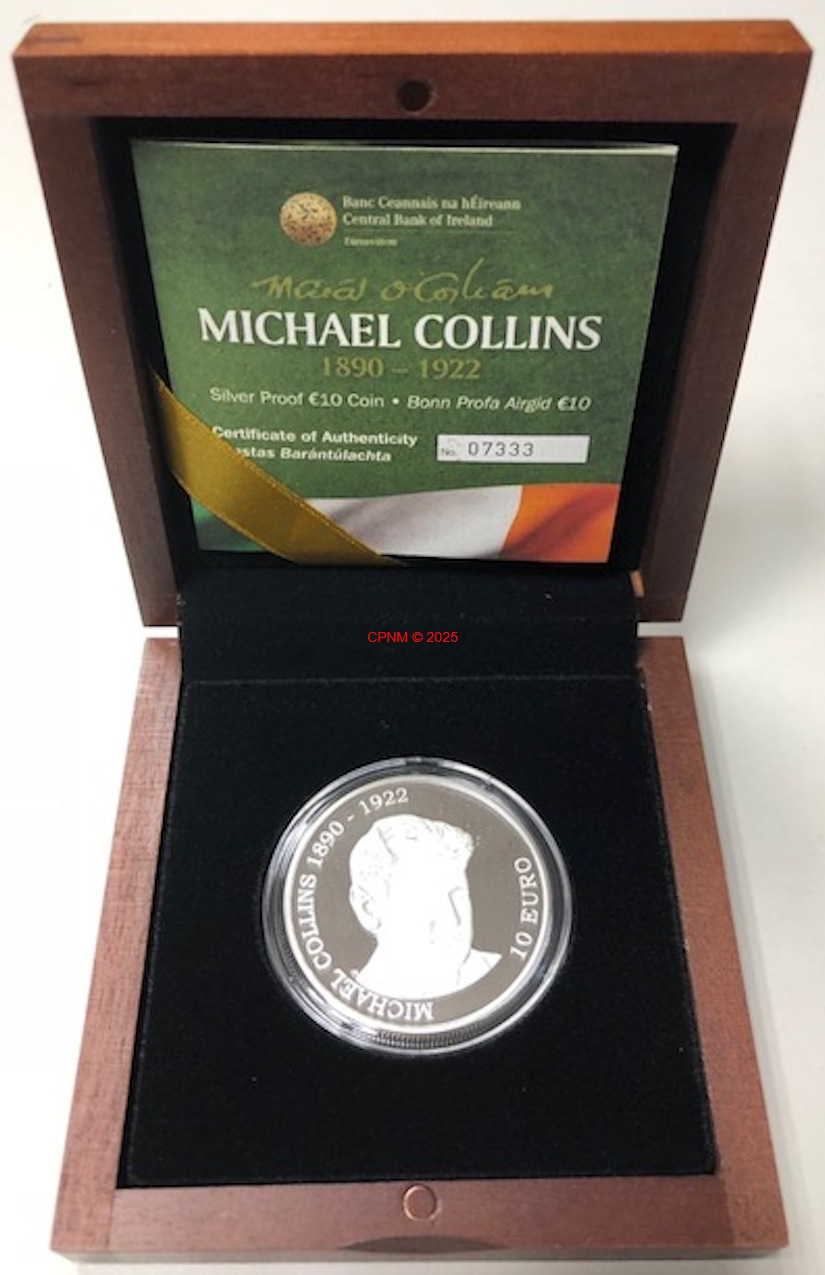 Banc Ceannais na hÉireann
Central Bank of Ireland
Eurosystem
MICHAEL COLLINS
1890 – 1922
Silver Proof €10 Coin • Bonn Profa Airgid €10
Certificate of Authenticity
Barántúlachta
No. 07333
CPNM © 2025
MICHAEL COLLINS 1890 - 1922
10 EURO